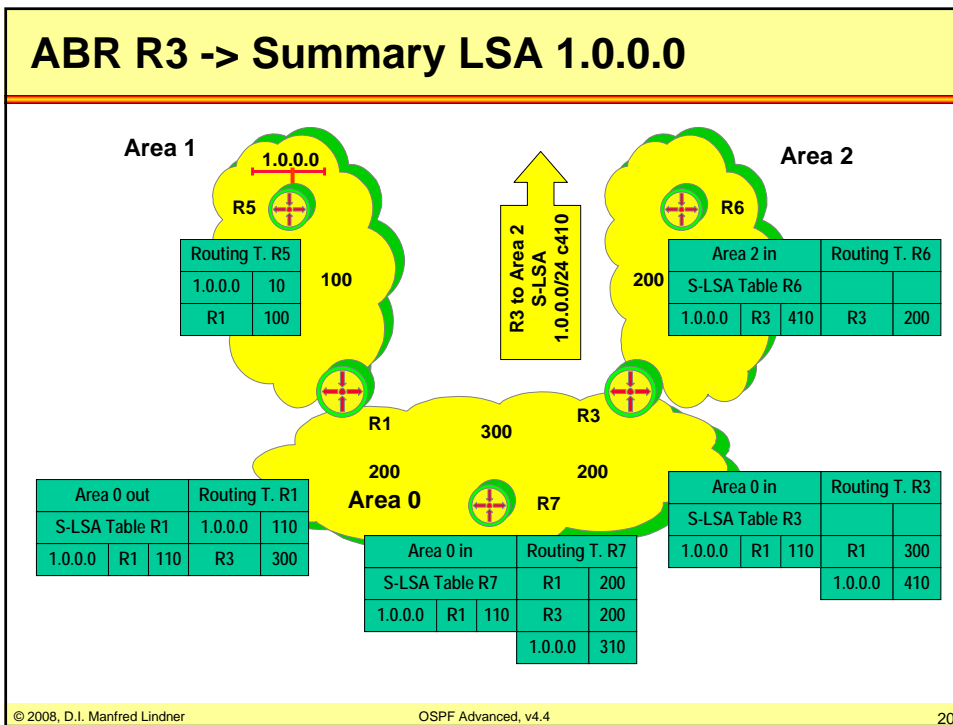 ABR R3 -> Summary LSA 1.0.0.0
Area 1
1.0.0.0
R5
Routing T. R5
1.0.0.0 10
R1 100
100
R3 to Area 2
S-LSA
1.0.0.0/24 c410
Area 2
R6
200
Area 2 in Routing T. R6
S-LSA Table R6
1.0.0.0 R3 410 R3 200
R1
300
R3
200
200
Area 0
R7
Area 0 out Routing T. R1
S-LSA Table R1 1.0.0.0 110
1.0.0.0 R1 110 R3 300
Area 0 in Routing T. R7
S-LSA Table R7 R1 200
1.0.0.0 R1 110 R3 200
1.0.0.0 310
Area 0 in Routing T. R3
S-LSA Table R3
1.0.0.0 R1 110 R1 300
1.0.0.0 410
© 2008, D.I. Manfred Lindner
OSPF Advanced, v4.4
20